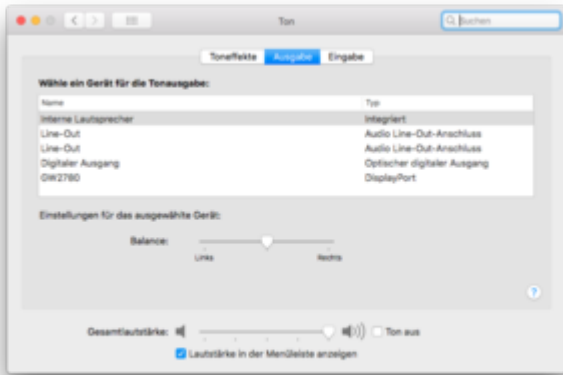 Ton
Suchen
Toneffekte Ausgabe Eingabe
Wähle ein Gerät für die Tonausgabe:
Name Typ
Interne Lautsprecher Integriert
Line-Out Audio Line-Out-Anschluss
Line-Out Audio Line-Out-Anschluss
Digitaler Ausgang Optischer digitaler Ausgang
GW2760 DisplayPort
Einstellungen für das ausgewählte Gerät:
Balance:
Links Rechts
?
Gesamtlautstärke: Ton aus
Lautstärke in der Menüleiste anzeigen